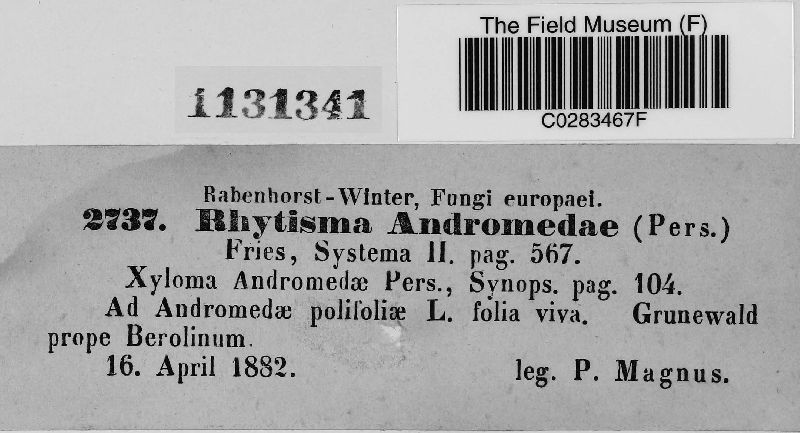 The Field Museum (F)
C0283467F
1131341
Rabenhorst-Winter, Fungi europaei.
2737. Rhytisma Andromedae (Pers.)
Fries, Systema II. pag. 567.
Xyloma Andromedæ Pers., Synops. pag. 104.
Ad Andromedæ polifoliæ L. folia viva. Grunewald
prope Berolinum.
16. April 1882. leg. P. Magnus.